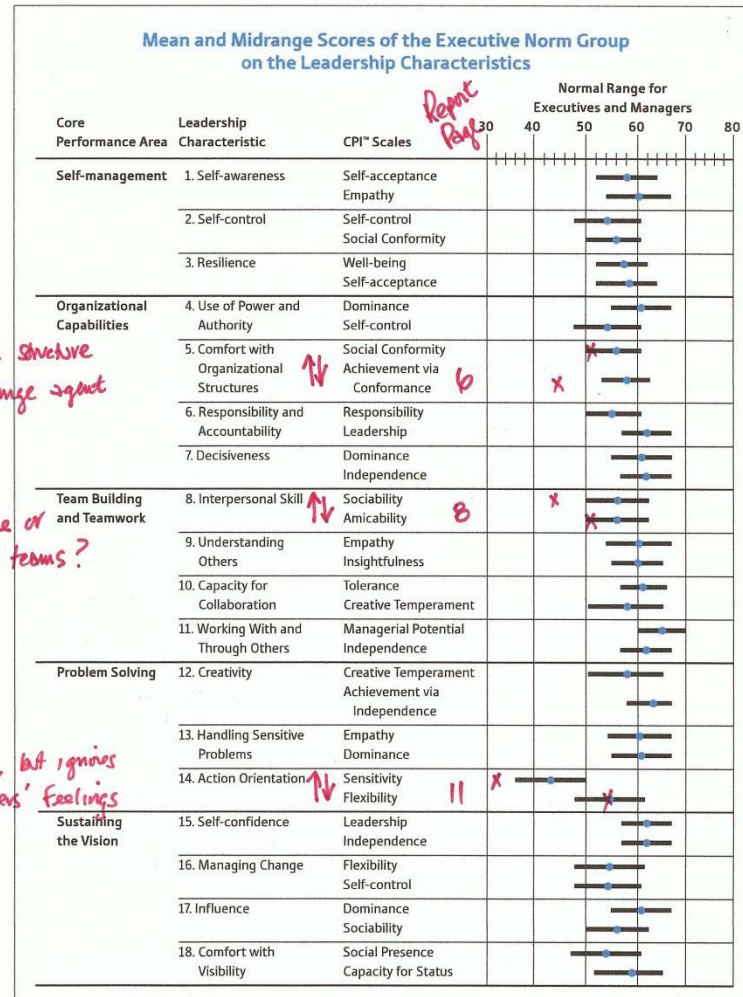 Mean and Midrange Scores of the Executive Norm Group
on the Leadership Characteristics
Report
Page
Normal Range for
Executives and Managers
Core
Performance Area
Leadership
Characteristic
CPI™ Scales
30 40 50 60 70 80
Self-management 1. Self-awareness Self-acceptance
Empathy
2. Self-control Self-control
Social Conformity
3. Resilience Well-being
Self-acceptance
Organizational
Capabilities
4. Use of Power and
Authority
Dominance
Self-control
structure
agent
5. Comfort with
Organizational
Structures
Social Conformity
Achievement via
Conformance
6
x
x
6. Responsibility and
Accountability
Responsibility
Leadership
7. Decisiveness Dominance
Independence
Team Building
and Teamwork
or
teams?
8. Interpersonal Skill Sociability x
Amicability 8 x
9. Understanding
Others
Empathy
Insightfulness
10. Capacity for
Collaboration
Tolerance
Creative Temperament
11. Working With and
Through Others
Managerial Potential
Independence
Problem Solving 12. Creativity Creative Temperament
Achievement via
Independence
13. Handling Sensitive
Problems
Empathy
Dominance
but ignores
feelings
14. Action Orientation Sensitivity x
Flexibility 11 x
Sustaining
the Vision
15. Self-confidence Leadership
Independence
16. Managing Change Flexibility
Self-control
17. Influence Dominance
Sociability
18. Comfort with
Visibility
Social Presence
Capacity for Status